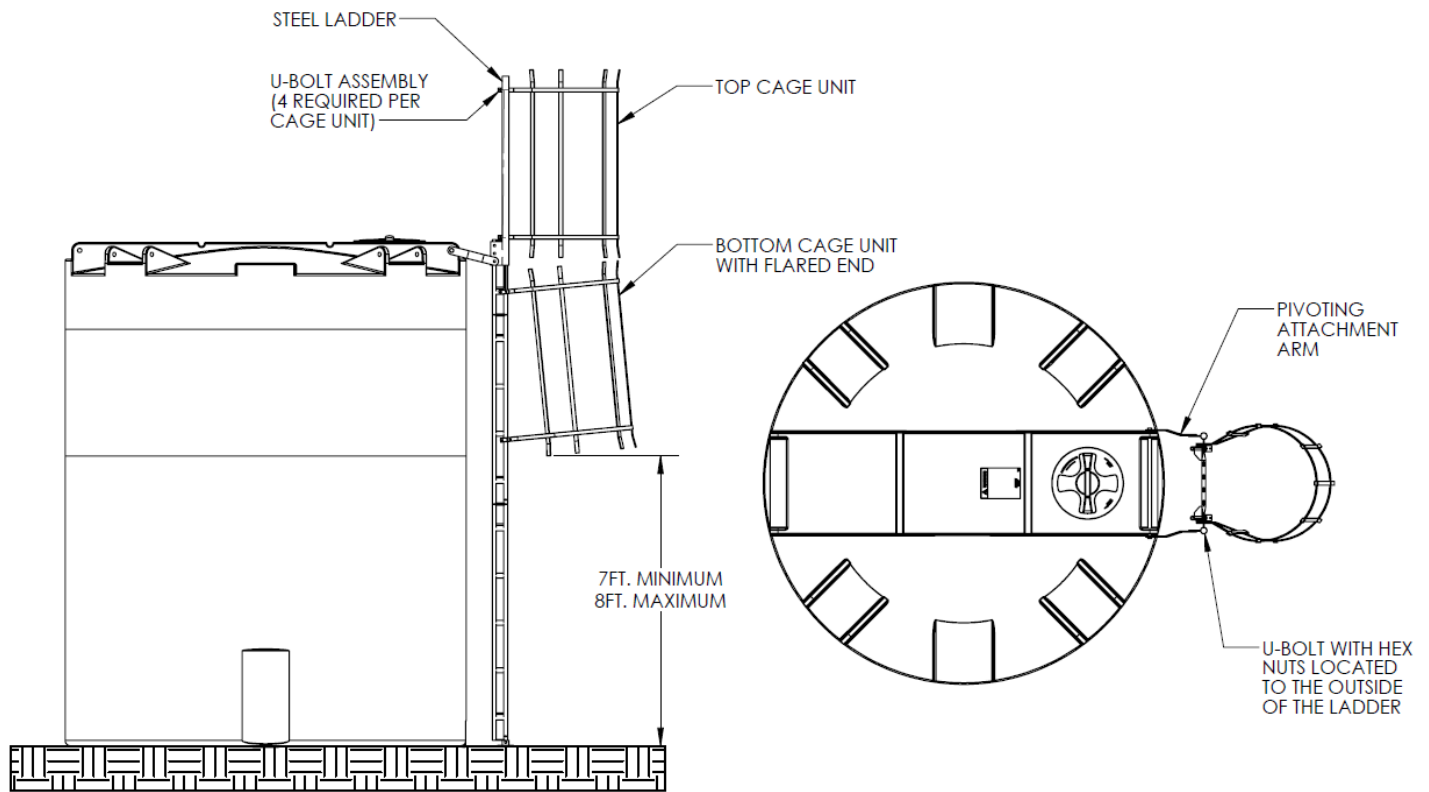 STEEL LADDER
U-BOLT ASSEMBLY
(4 REQUIRED PER
CAGE UNIT)
TOP CAGE UNIT
BOTTOM CAGE UNIT
WITH FLARED END
7FT. MINIMUM
8FT. MAXIMUM
PIVOTING
ATTACHMENT
ARM
U-BOLT WITH HEX
NUTS LOCATED
TO THE OUTSIDE
OF THE LADDER